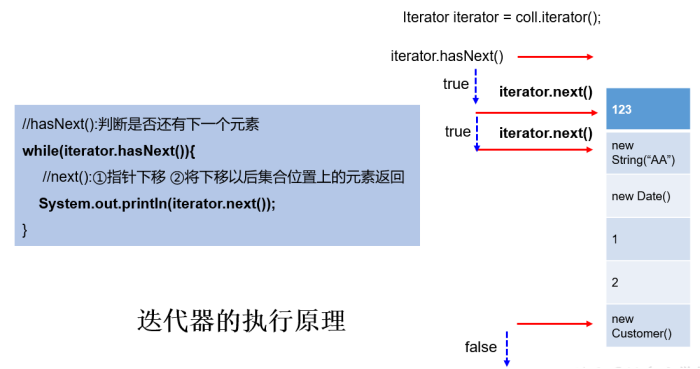 Iterator iterator = coll.iterator();
iterator.hasNext()
true
iterator.next()
123
true
iterator.next()
new
String(“AA”)
new Date()
1
2
new
Customer()
false
//hasNext():判断是否还有下一个元素
while(iterator.hasNext()){
//next():①指针下移 ②将下移以后集合位置上的元素返回
System.out.println(iterator.next());
}
迭代器的执行原理